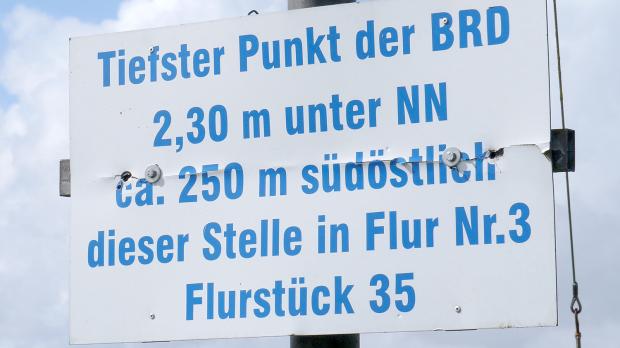 Tiefster Punkt der BRD
2,30 m unter NN
ca. 250 m südöstlich
dieser Stelle in Flur Nr.3
Flurstück 35